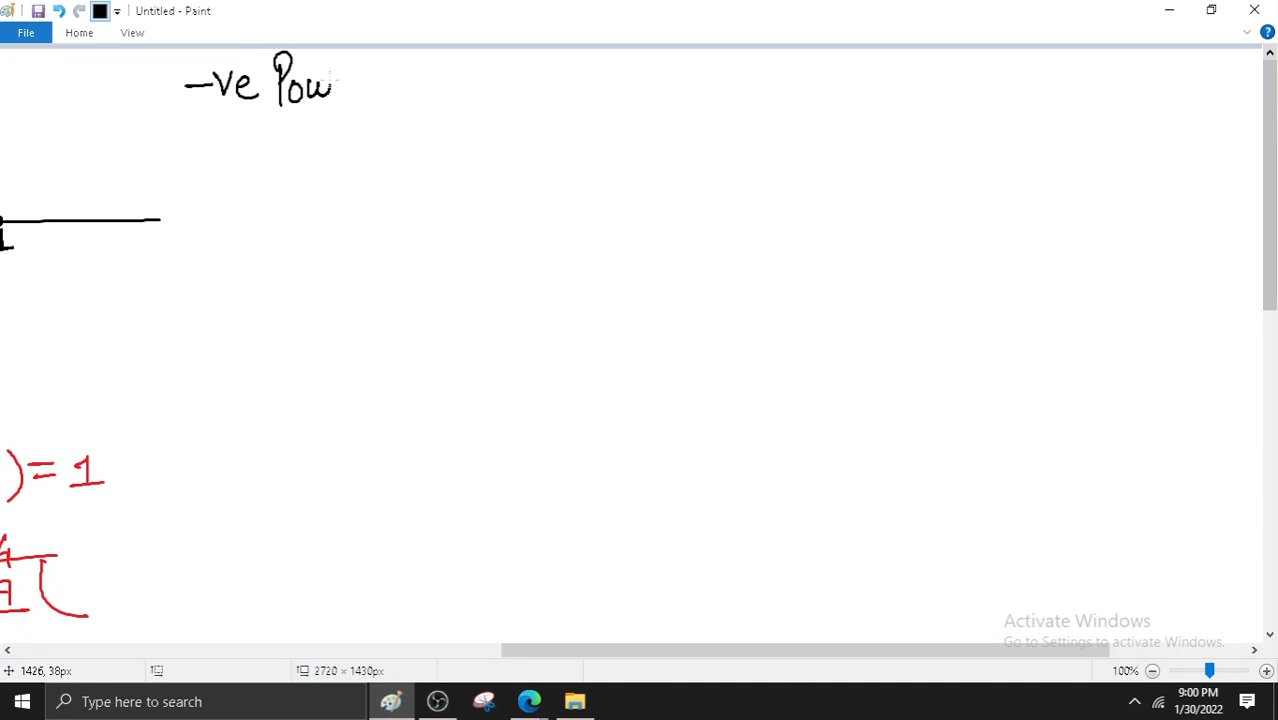 Untitled - Paint
File Home View
-ve Pow
1
) = 1
Activate Windows
Go to Settings to activate Windows.
1426, 38px 2720 × 1430px 100%
Type here to search
9:00 PM
1/30/2022